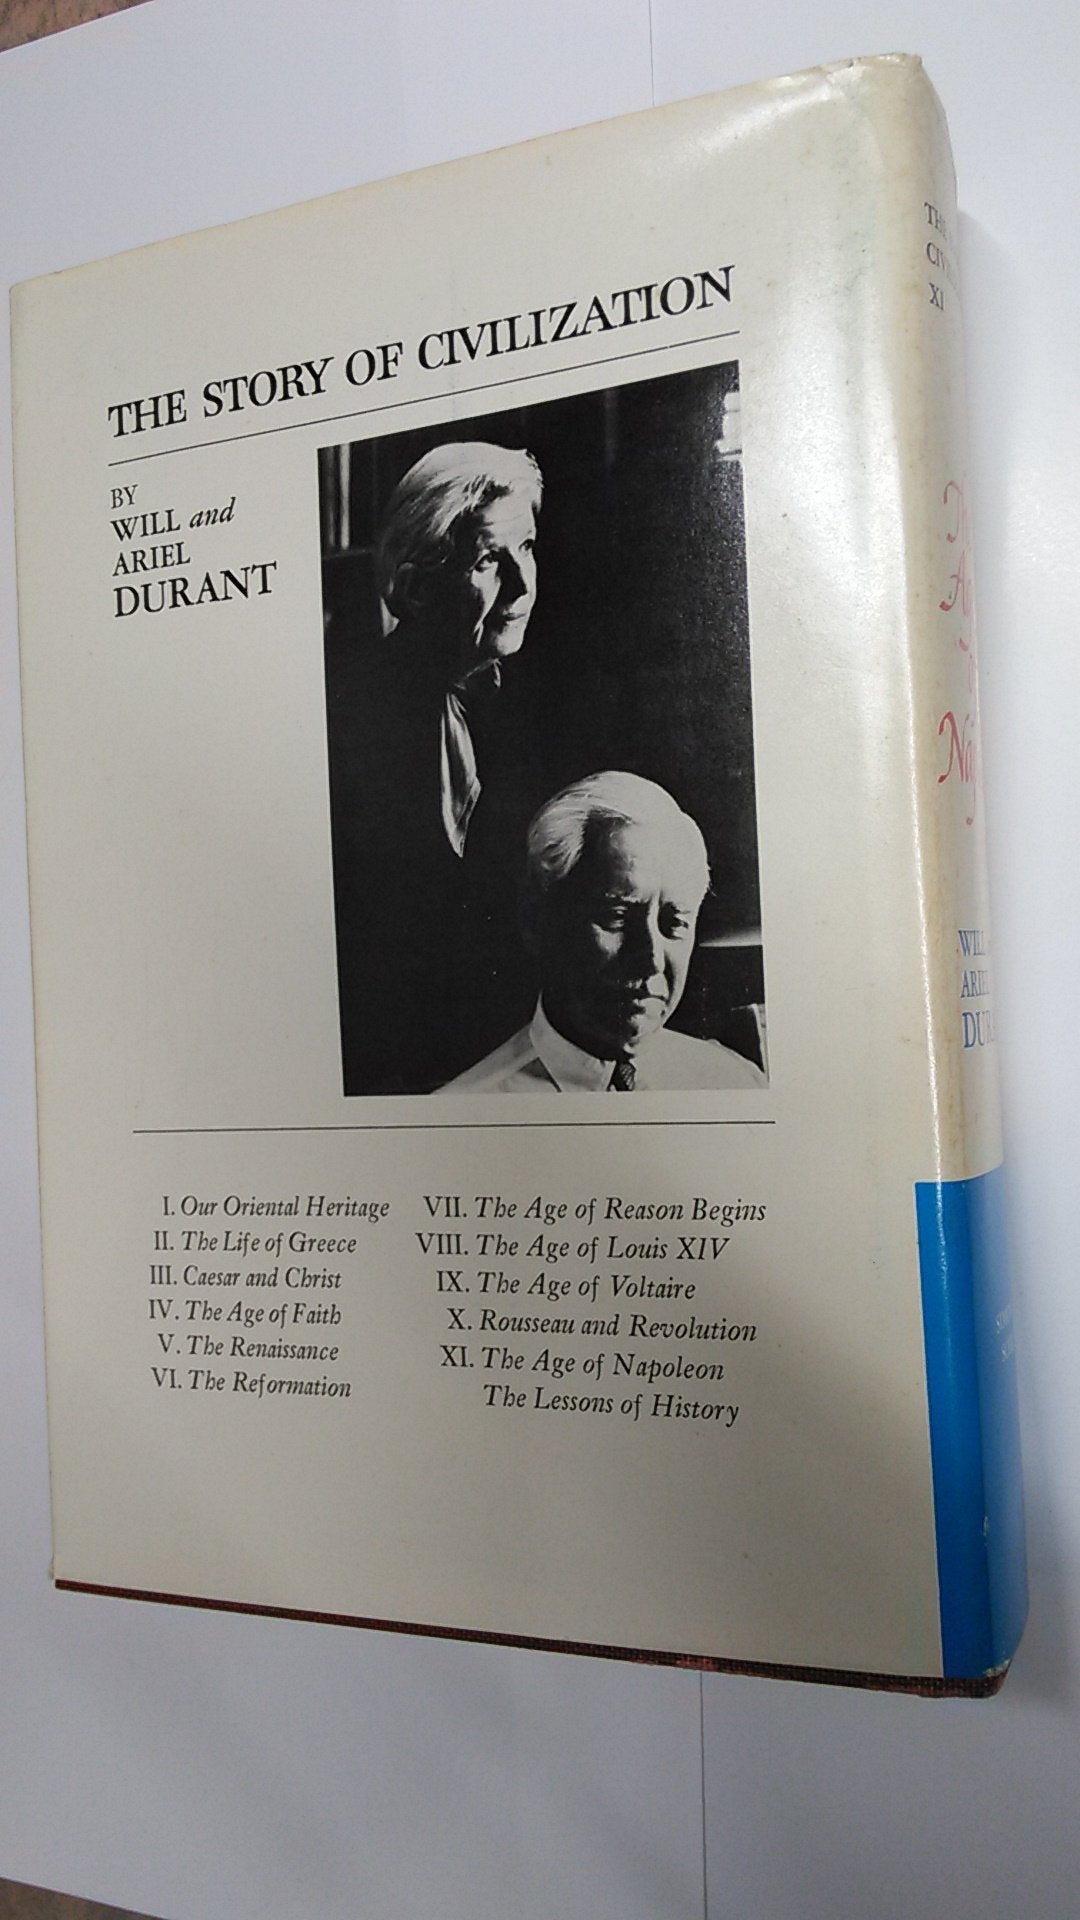 THE STORY OF CIVILIZATION
BY
WILL and
ARIEL
DURANT
I. Our Oriental Heritage
II. The Life of Greece
III. Caesar and Christ
IV. The Age of Faith
V. The Renaissance
VI. The Reformation
VII. The Age of Reason Begins
VIII. The Age of Louis XIV
IX. The Age of Voltaire
X. Rousseau and Revolution
XI. The Age of Napoleon
The Lessons of History
XI